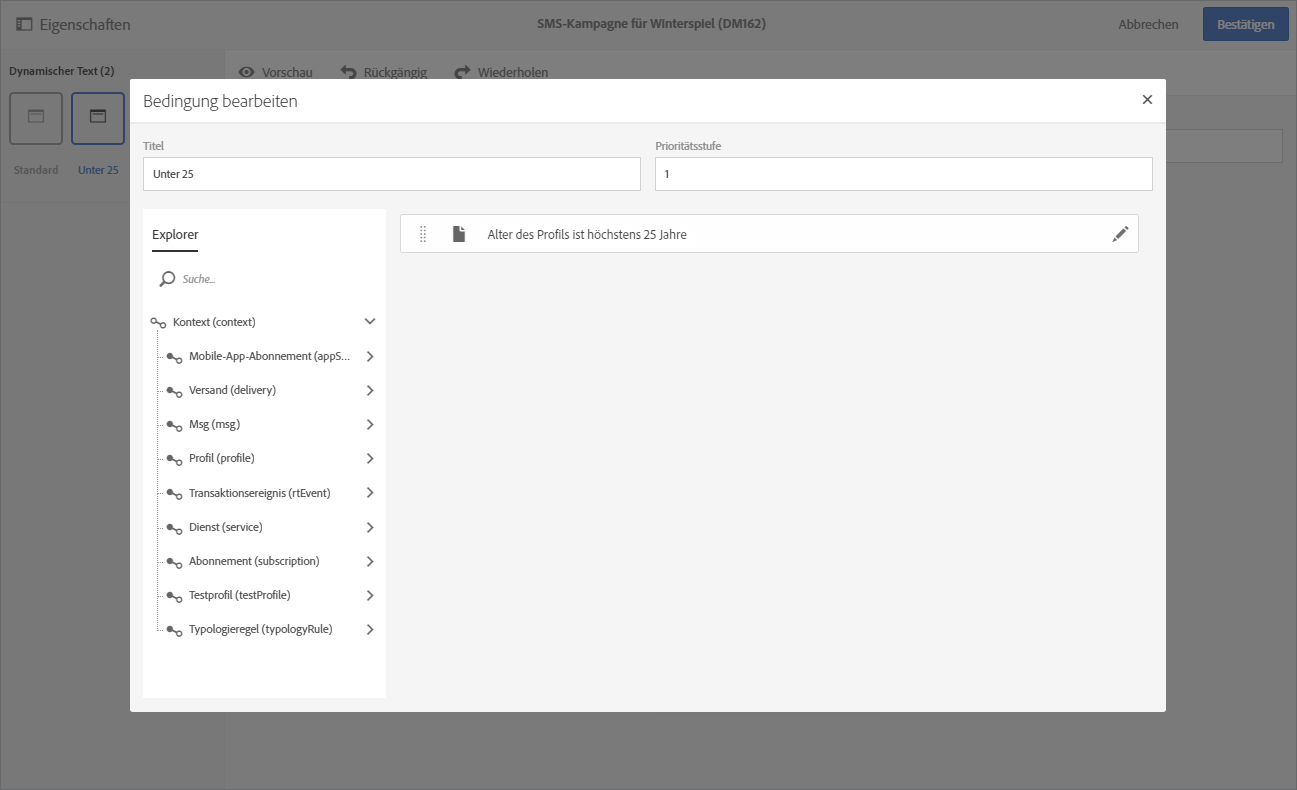 Eigenschaften
SMS-Kampagne für Winterspiel (DM162)
Abbrechen
Bestätigen
Dynamischer Text (2)
Vorschau
Rückgängig
Wiederholen
Standard
Unter 25
Bedingung bearbeiten
Titel
Prioritätsstufe
Unter 25
1
Explorer
Suche...
Alter des Profils ist höchstens 25 Jahre
Kontext (context)
Mobile-App-Abonnement (appS...
Versand (delivery)
Msg (msg)
Profil (profile)
Transaktionsereignis (rtEvent)
Dienst (service)
Abonnement (subscription)
Testprofil (testProfile)
Typologieregel (typologyRule)